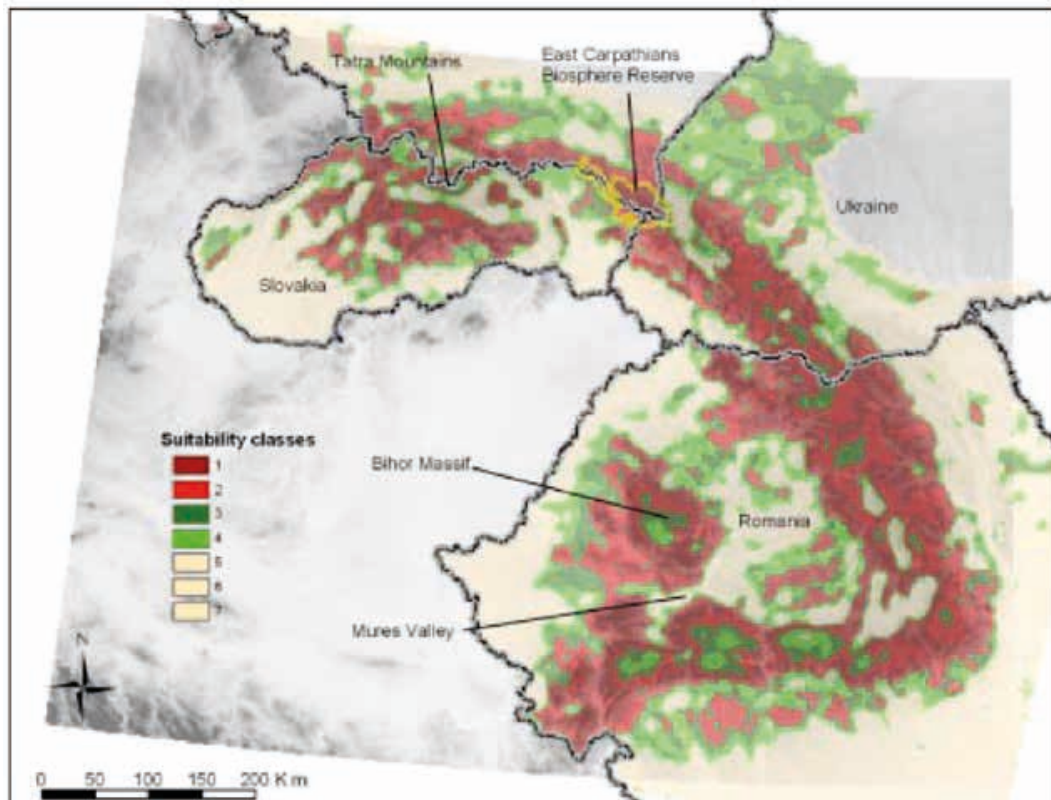 East Carpathians
Tatra Mountains
Biosphere Reserve
Ukraine
Slovakia
Suitability classes
1
2
3
4
5
6
7
Bihor Massif
Romania
Mures Valley
N
0 50 100 150 200 K m